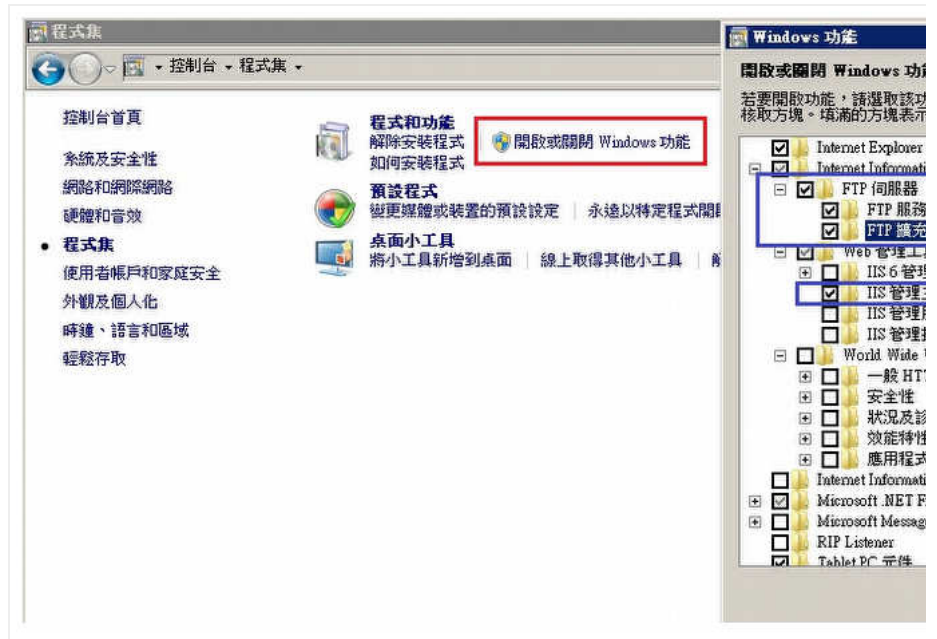 程式集
控制台 程式集
控制台首頁
系統及安全性
網路和網際網路
硬體和音效
程式集
使用者帳戶和家庭安全
外觀及個人化
時鐘、語言和區域
輕鬆存取
程式和功能
解除安裝程式 開啟或關閉 Windows 功能
如何安裝程式
預設程式
變更媒體或裝置的預設設定 永遠以特定程式開
桌面小工具
將小工具新增到桌面 線上取得其他小工具
Windows 功能
開啟或關閉 Windows 功
若要開啟功能，請選取該功
核取方塊。填滿的方塊表示
Internet Explorer
Internet Informati
FTP 伺服器
FTP 服務
FTP 擴充
Web 管理工
IIS 6 管理
IIS 管理主
IIS 管理服
IIS 管理指
World Wide
一般 HTT
安全性
狀況及診
效能特性
應用程式
Internet Informati
Microsoft .NET F
Microsoft Messag
RIP Listener
Tablet PC 元件